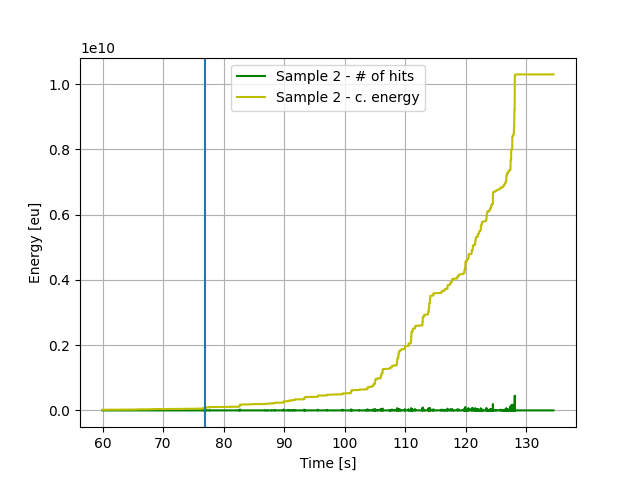 1e10
Sample 2 - # of hits
Sample 2 - c. energy
1.0
0.8
0.6
0.4
0.2
0.0
Energy [eu]
60 70 80 90 100 110 120 130
Time [s]